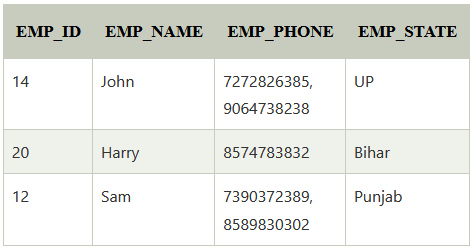 EMP_ID EMP_NAME EMP_PHONE EMP_STATE
14 John 7272826385, UP
9064738238
20 Harry 8574783832 Bihar
12 Sam 7390372389, Punjab
8589830302